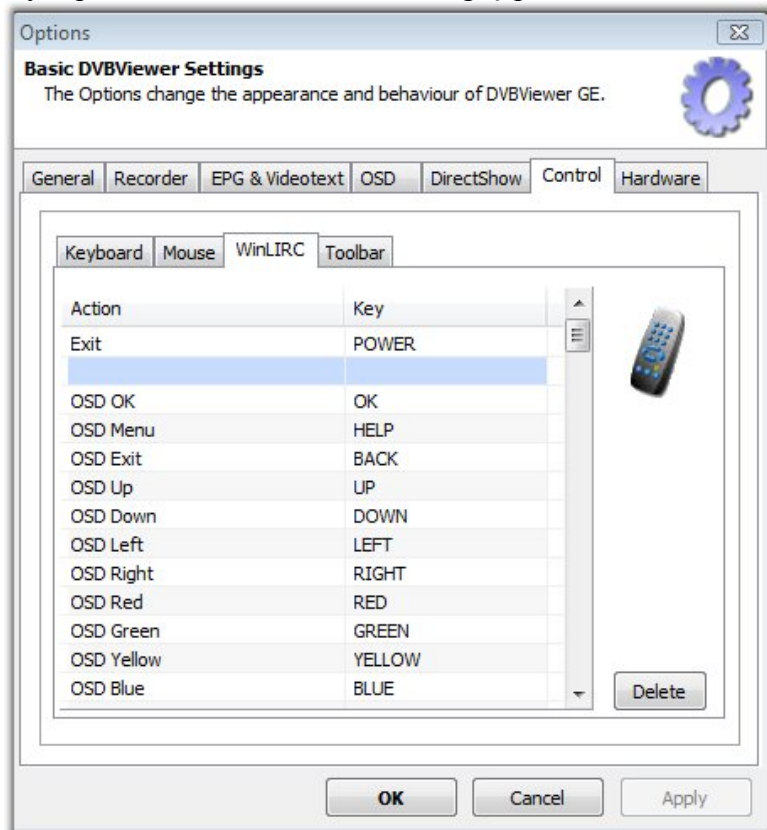 Options
Basic DVBViewer Settings
The Options change the appearance and behaviour of DVBViewer GE.
General Recorder EPG & Videotext OSD DirectShow Control Hardware
Keyboard Mouse WinLIRC Toolbar
Action Key
Exit POWER
OSD OK OK
OSD Menu HELP
OSD Exit BACK
OSD Up UP
OSD Down DOWN
OSD Left LEFT
OSD Right RIGHT
OSD Red RED
OSD Green GREEN
OSD Yellow YELLOW
OSD Blue BLUE
Delete
OK Cancel Apply